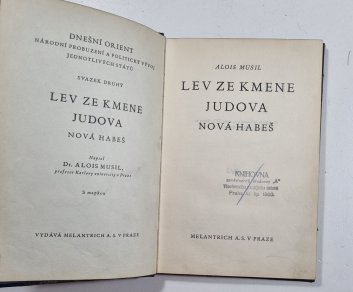 DNEŠNÍ ORIENT
NÁRODNÍ PROBUZENÍ A POLITICKÝ VÝVOJ
JEDNOTLIVÝCH STÁTŮ
SVAZEK DRUHÝ
LEV ZE KMENE
JUDOVA
NOVÁ HABEŠ
Napsal
Dr. ALOIS MUSIL,
profesor Karlovy university v Praze
S mapkou
VYDÁVÁ MELANTRICH A. S. V PRAZE
ALOIS MUSIL
LEV ZE KMENE
JUDOVA
NOVÁ HABEŠ
KNIHOVNA
Praha
MELANTRICH A. S. V PRAZE